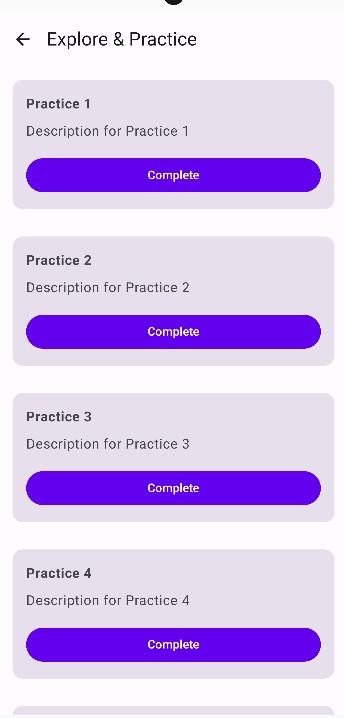 Explore & Practice
Practice 1
Description for Practice 1
Complete
Practice 2
Description for Practice 2
Complete
Practice 3
Description for Practice 3
Complete
Practice 4
Description for Practice 4
Complete